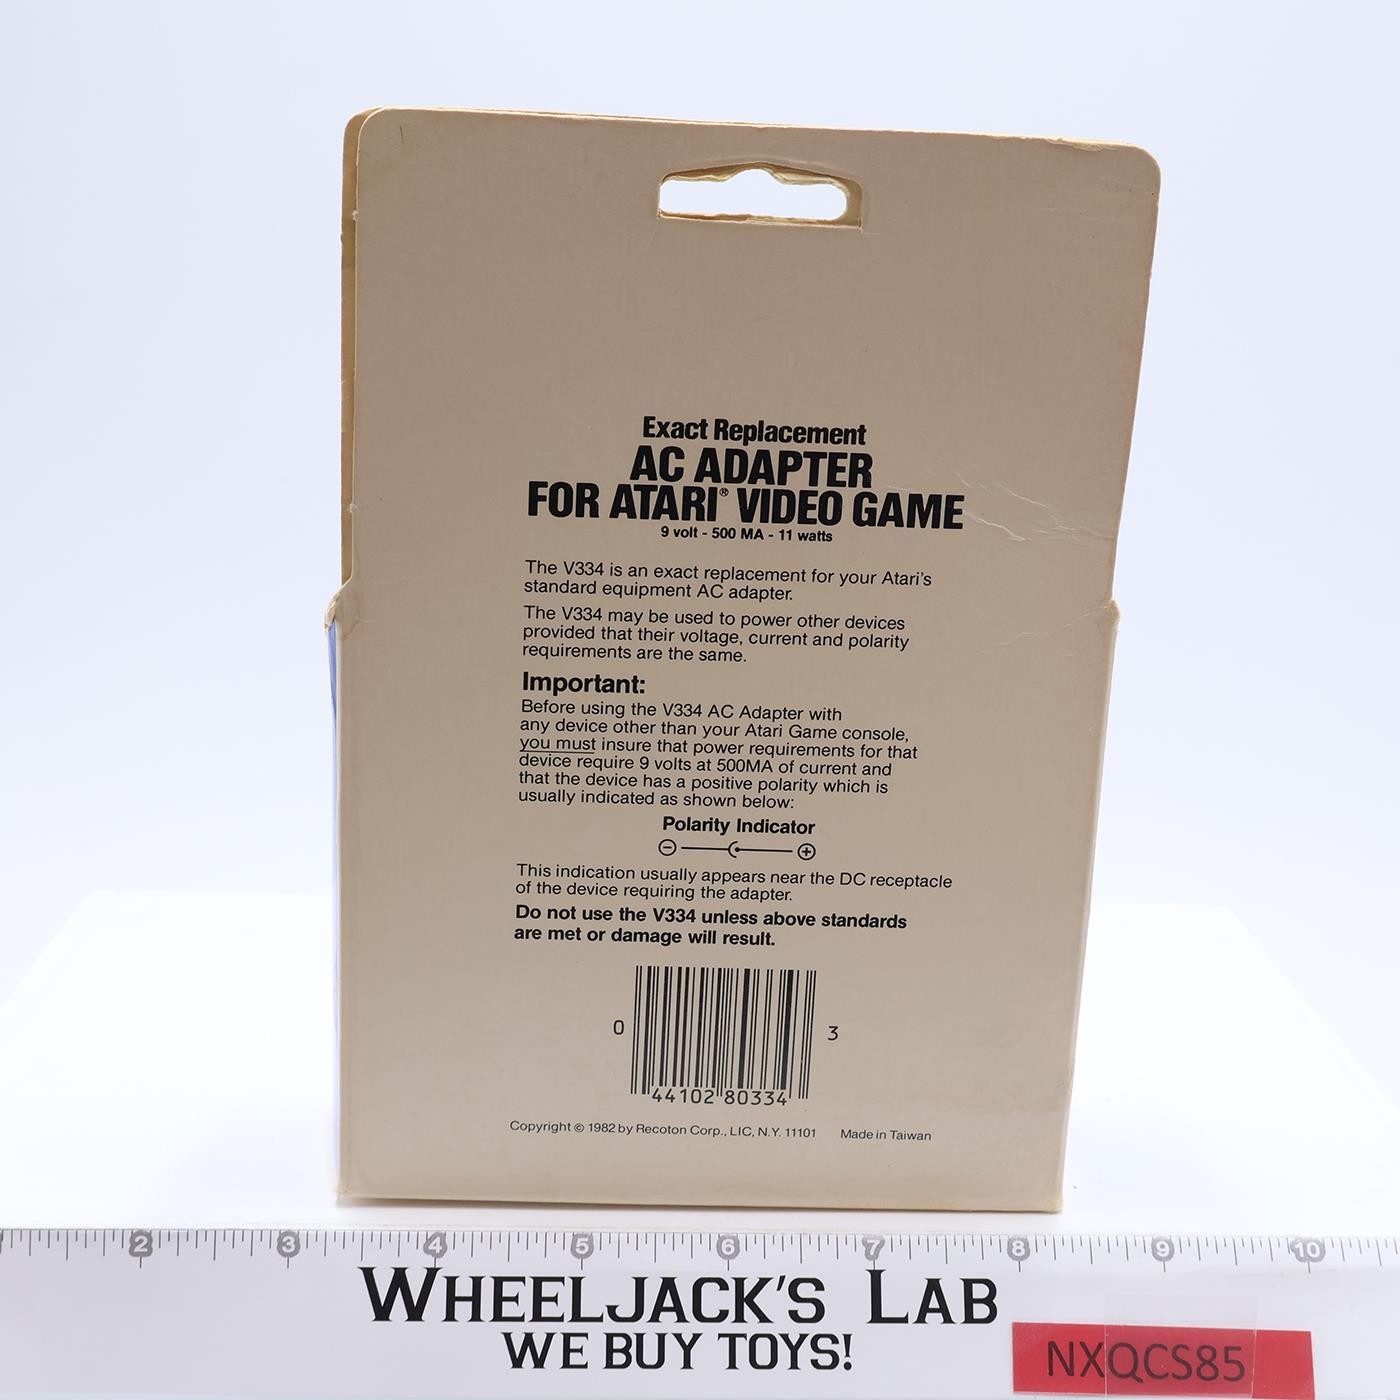 Exact Replacement
AC ADAPTER
FOR ATARI® VIDEO GAME
9 volt - 500 MA - 11 watts
The V334 is an exact replacement for your Atari's
standard equipment AC adapter.
The V334 may be used to power other devices
provided that their voltage, current and polarity
requirements are the same.
Important:
Before using the V334 AC Adapter with
any device other than your Atari Game console,
you must insure that power requirements for that
device require 9 volts at 500MA of current and
that the device has a positive polarity which is
usually indicated as shown below:
Polarity Indicator
This indication usually appears near the DC receptacle
of the device requiring the adapter.
Do not use the V334 unless above standards
are met or damage will result.
0 44102 80334 3
Copyright © 1982 by Recoton Corp., LIC, N.Y. 11101 Made in Taiwan
2 3 4 5 6 7 8 9 10
WHEELJACK'S LAB
WE BUY TOYS!
NXQCS85